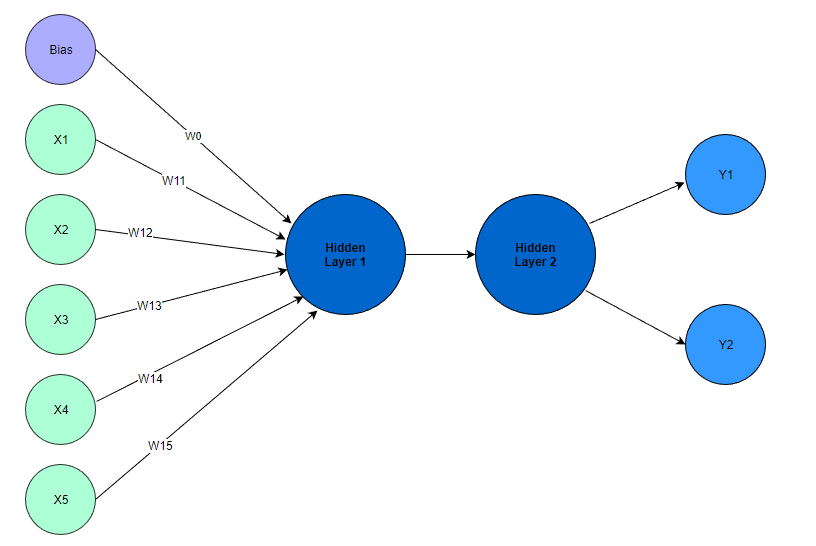 Bias
W0
X1
W11
X2
W12
X3
W13
X4
W14
X5
W15
Hidden
Layer 1
Hidden
Layer 2
Y1
Y2